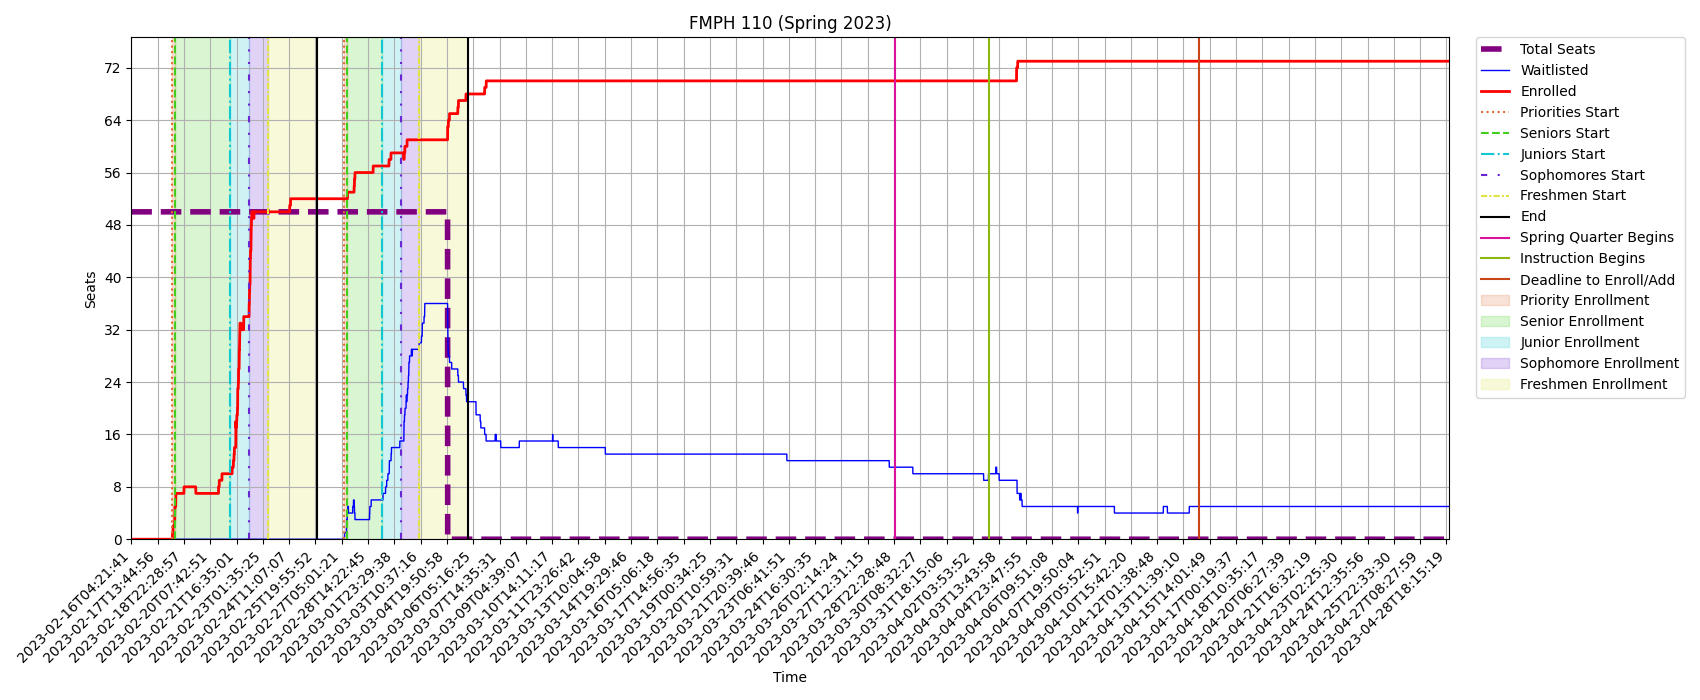 FMPH 110 (Spring 2023)
Seats
72
64
56
48
40
32
24
16
8
0
2023-02-16T04:21:41
2023-02-17T13:44:56
2023-02-18T22:28:57
2023-02-20T07:42:51
2023-02-21T16:35:01
2023-02-23T01:35:25
2023-02-24T11:07:07
2023-02-25T19:55:52
2023-02-27T05:01:21
2023-02-28T14:22:45
2023-03-01T23:29:38
2023-03-03T10:37:16
2023-03-04T19:50:58
2023-03-06T05:16:25
2023-03-07T14:35:31
2023-03-09T04:39:07
2023-03-10T14:11:17
2023-03-11T23:26:42
2023-03-13T10:04:58
2023-03-14T19:29:46
2023-03-16T05:06:18
2023-03-17T14:56:35
2023-03-19T00:34:25
2023-03-20T10:59:31
2023-03-21T20:39:46
2023-03-23T06:41:51
2023-03-24T16:30:35
2023-03-26T02:14:24
2023-03-27T12:31:15
2023-03-28T22:28:48
2023-03-30T08:32:27
2023-03-31T18:15:06
2023-04-02T03:53:52
2023-04-03T13:43:58
2023-04-04T23:47:55
2023-04-06T09:51:08
2023-04-07T19:50:04
2023-04-09T05:52:51
2023-04-10T15:42:20
2023-04-12T01:38:48
2023-04-13T11:39:10
2023-04-15T14:01:49
2023-04-17T00:19:37
2023-04-18T10:35:17
2023-04-20T06:27:39
2023-04-21T16:32:19
2023-04-23T02:25:30
2023-04-24T12:35:56
2023-04-25T22:33:30
2023-04-27T08:27:59
2023-04-28T18:15:19
Time
Total Seats
Waitlisted
Enrolled
Priorities Start
Seniors Start
Juniors Start
Sophomores Start
Freshmen Start
End
Spring Quarter Begins
Instruction Begins
Deadline to Enroll/Add
Priority Enrollment
Senior Enrollment
Junior Enrollment
Sophomore Enrollment
Freshmen Enrollment